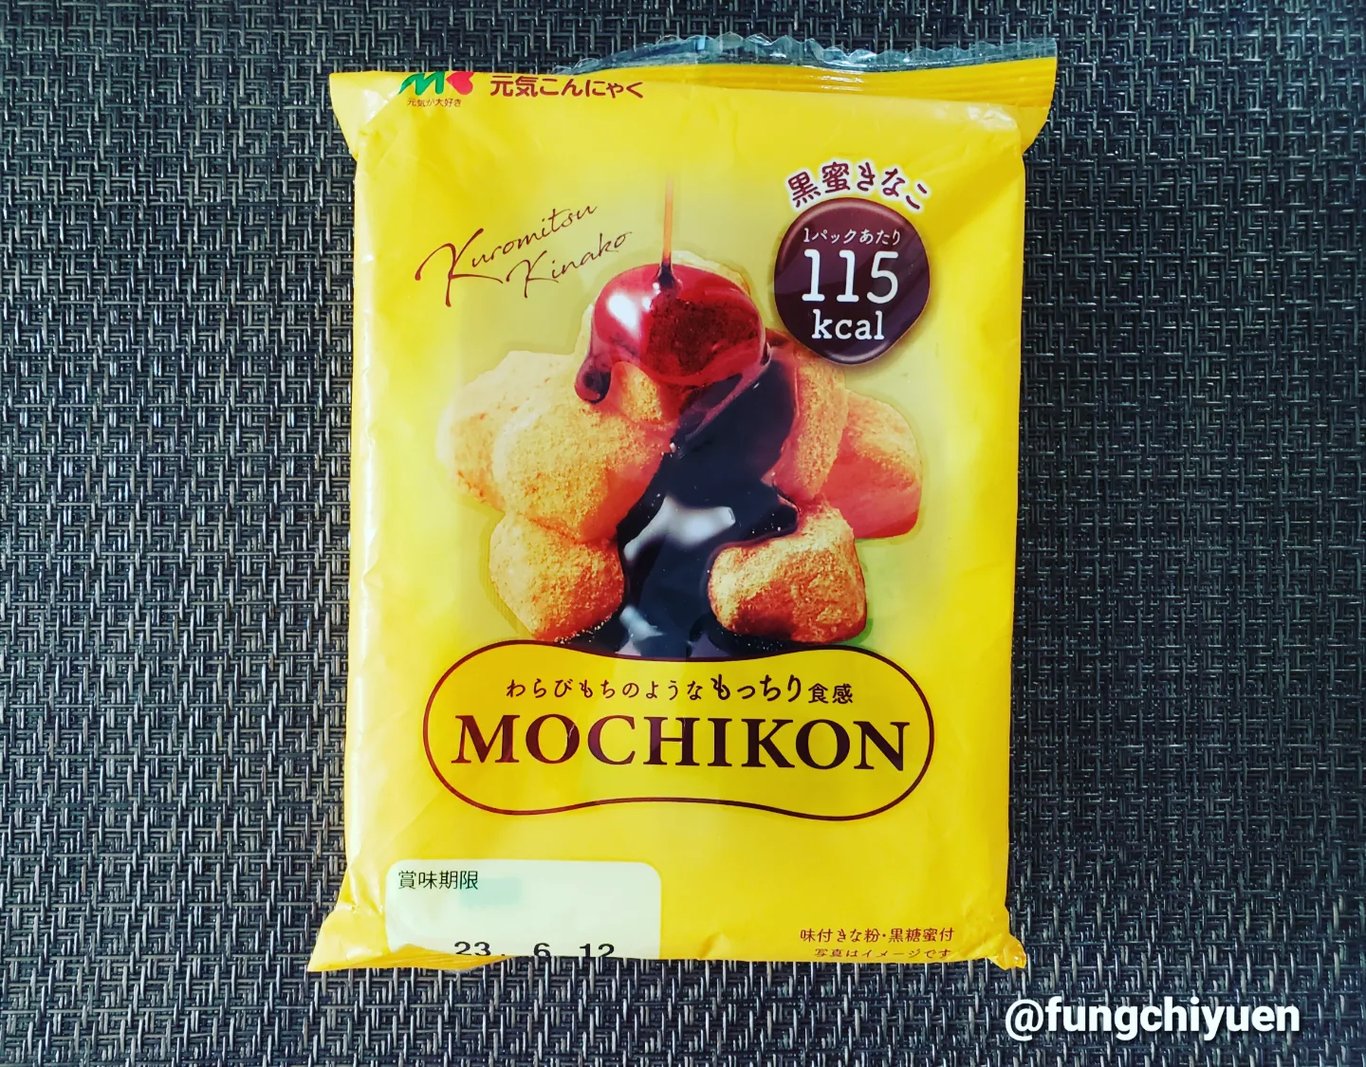 元気が大好き
元気こんにゃく
黒蜜きなこ
Kuromitsu
Kinako
1パックあたり
115
kcal
わらびもちのようなもっちり食感
MOCHIKON
賞味期限
23. 6. 12
味付きな粉・黒糖蜜付
写真はイメージです
@fungchiyuen